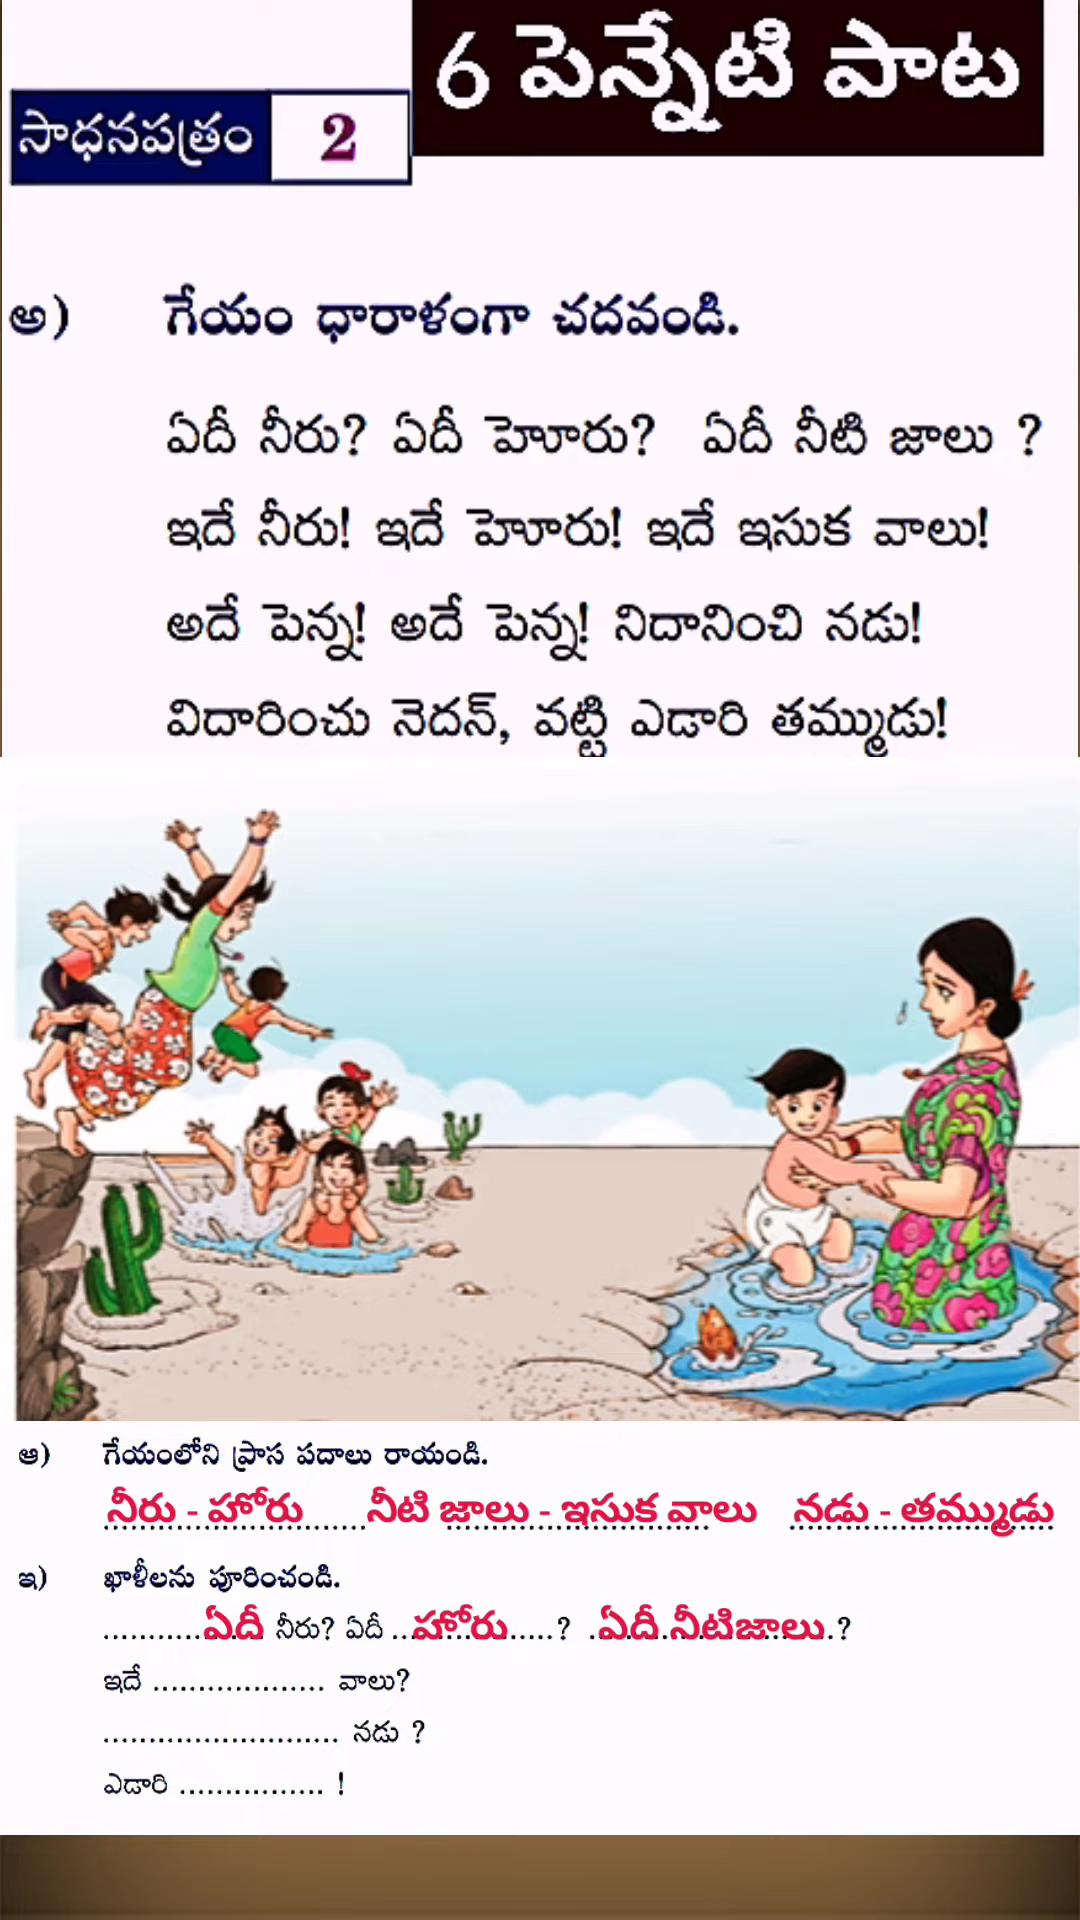 6 పెన్నేటి పాట
సాధనపత్రం 2
అ) గేయం ధారాళంగా చదవండి.
ఏదీ నీరు? ఏదీ హెూరు? ఏదీ నీటి జాలు ?
ఇదే నీరు! ఇదే హెూరు! ఇదే ఇసుక వాలు!
అదే పెన్న! అదే పెన్న! నిదానించి నడు!
విదారించు నెదన్, వట్టి ఎడారి తమ్ముడు!
ఆ) గేయంలోని ప్రాస పదాలు రాయండి.
నీరు - హోరు నీటి జాలు - ఇసుక వాలు నడు - తమ్ముడు
ఇ) ఖాళీలను పూరించండి.
...........ఏదీ నీరు? ఏదీ ...హోరు.....? .ఏదీ నీటిజాలు.?
ఇదే ................... వాలు?
.......................... నడు ?
ఎడారి ................ !